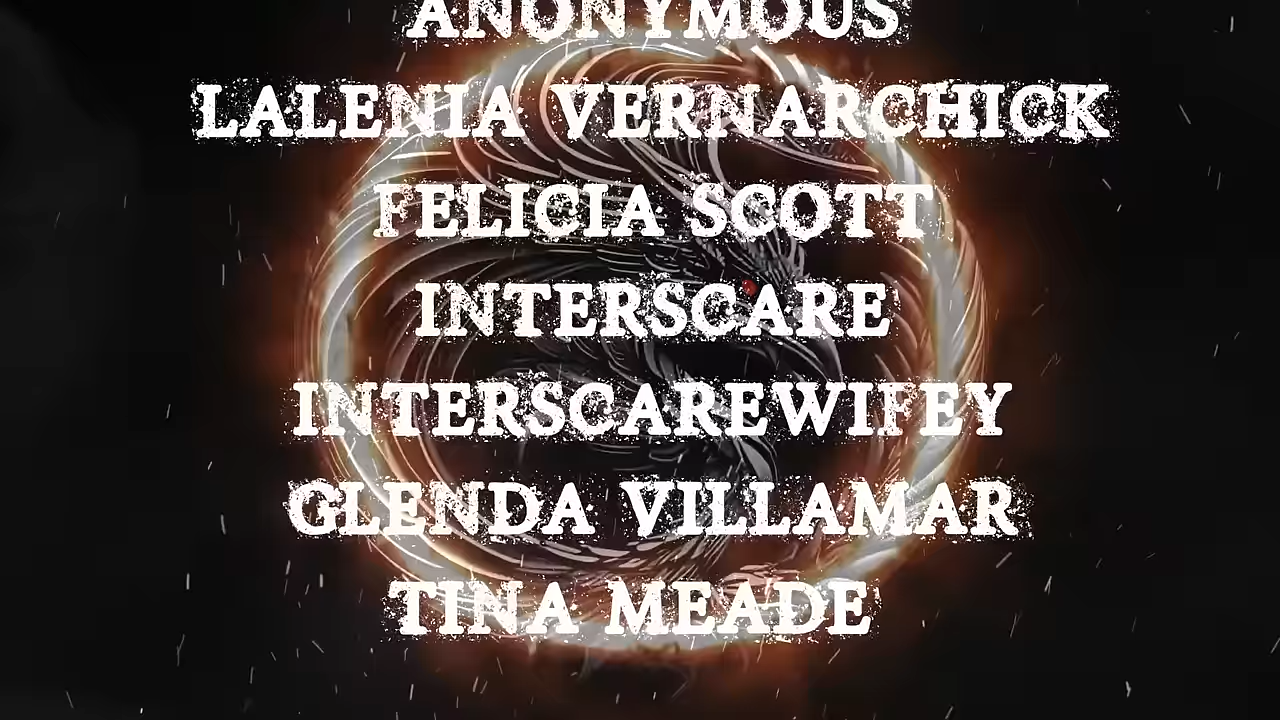 ANONYMOUS
LALENIA VERNARCHICK
FELICIA SCOTT
INTERSCARE
INTERSCAREWIFEY
GLENDA VILLAMAR
TINA MEADE